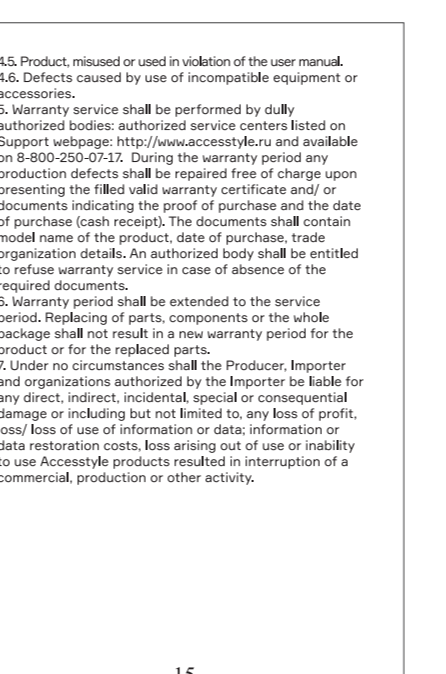 4.5. Product, misused or used in violation of the user manual.
4.6. Defects caused by use of incompatible equipment or
accessories.
5. Warranty service shall be performed by dully
authorized bodies: authorized service centers listed on
Support webpage: http://www.accesstyle.ru and available
on 8-800-250-07-17. During the warranty period any
production defects shall be repaired free of charge upon
presenting the filled valid warranty certificate and/ or
documents indicating the proof of purchase and the date
of purchase (cash receipt). The documents shall contain
model name of the product, date of purchase, trade
organization details. An authorized body shall be entitled
to refuse warranty service in case of absence of the
required documents.
6. Warranty period shall be extended to the service
period. Replacing of parts, components or the whole
package shall not result in a new warranty period for the
product or for the replaced parts.
7. Under no circumstances shall the Producer, Importer
and organizations authorized by the Importer be liable for
any direct, indirect, incidental, special or consequential
damage or including but not limited to, any loss of profit,
loss/ loss of use of information or data; information or
data restoration costs, loss arising out of use or inability
to use Accesstyle products resulted in interruption of a
commercial, production or other activity.
15